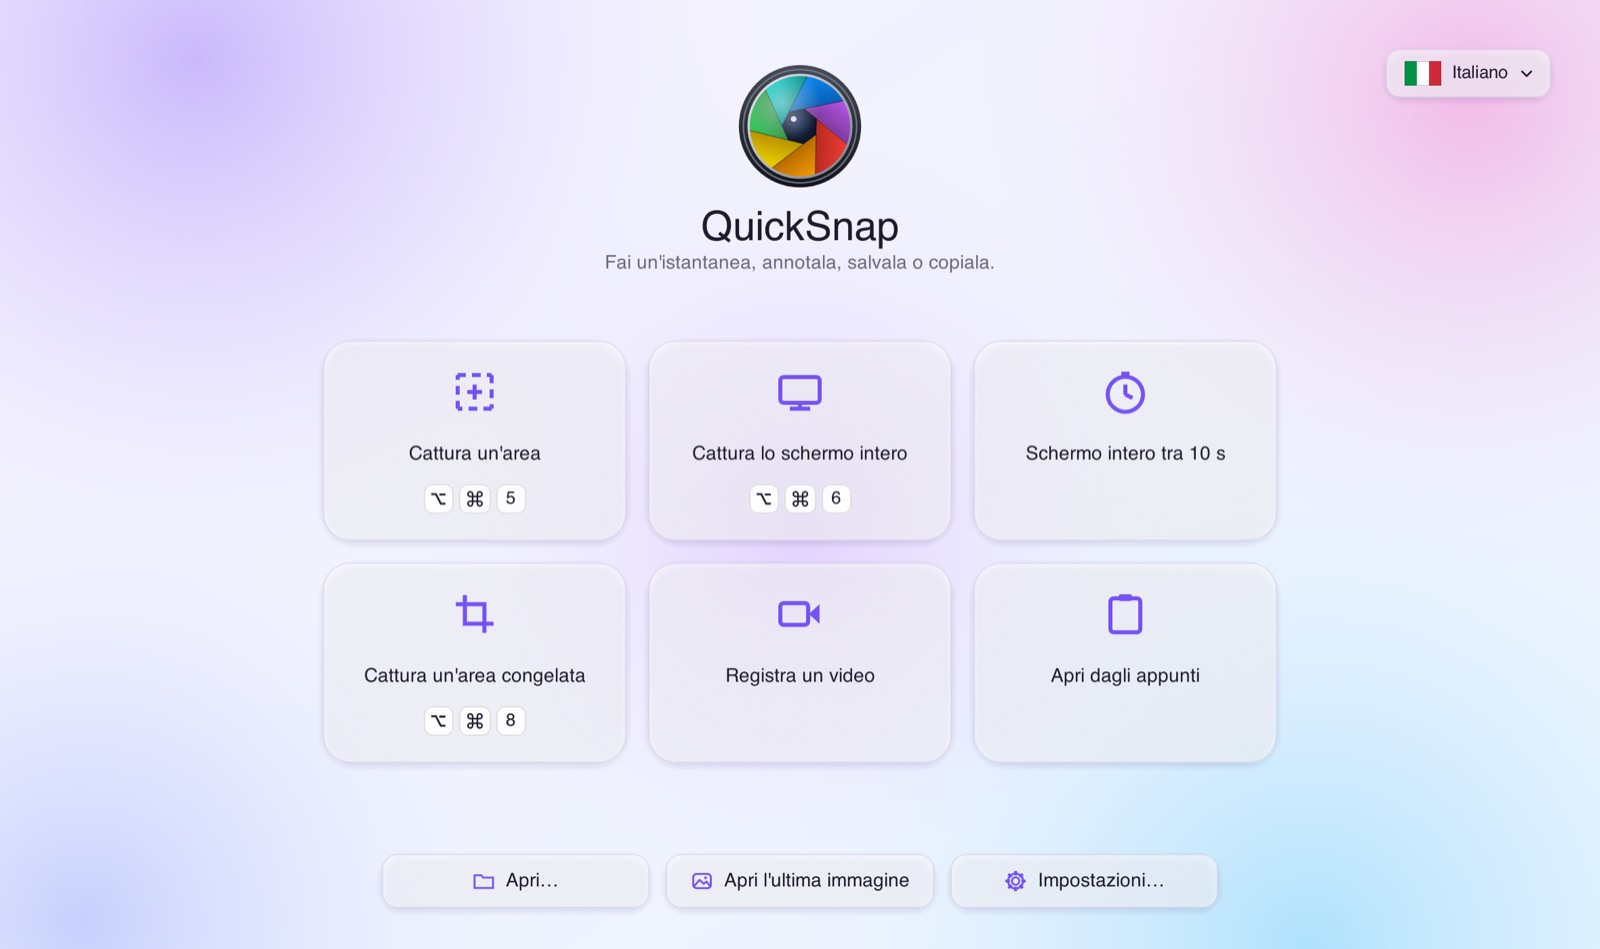 Italiano
QuickSnap
Fai un'istantanea, annotala, salvala o copiala.
Cattura un'area
⌥ ⌘ 5
Cattura lo schermo intero
⌥ ⌘ 6
Schermo intero tra 10 s
Cattura un'area congelata
⌥ ⌘ 8
Registra un video
Apri dagli appunti
Apri…
Apri l'ultima immagine
Impostazioni…